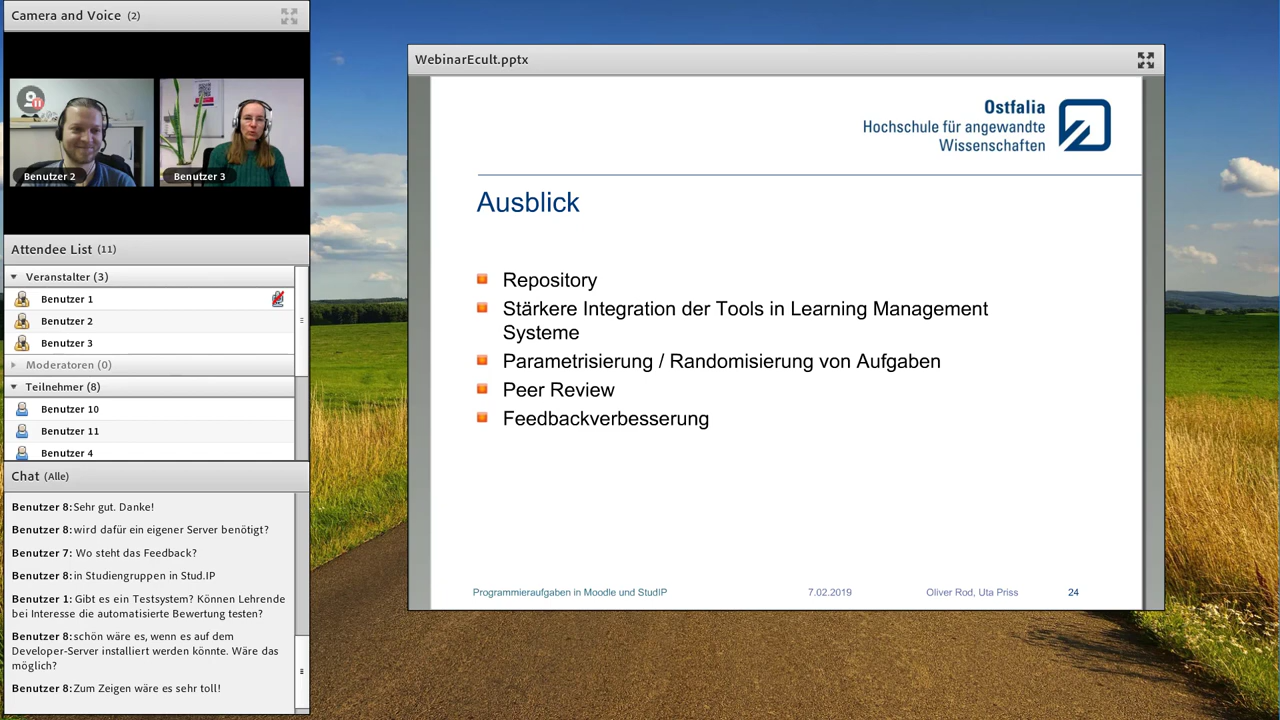 Camera and Voice (2)
Benutzer 2
Benutzer 3
Attendee List (11)
Veranstalter (3)
Benutzer 1
Benutzer 2
Benutzer 3
Moderatoren (0)
Teilnehmer (8)
Benutzer 10
Benutzer 11
Benutzer 4
Chat (Alle)
Benutzer 8:Sehr gut. Danke!
Benutzer 8:wird dafür ein eigener Server benötigt?
Benutzer 7: Wo steht das Feedback?
Benutzer 8:in Studiengruppen in Stud.IP
Benutzer 1: Gibt es ein Testsystem? Können Lehrende
bei Interesse die automatisierte Bewertung testen?
Benutzer 8:schön wäre es, wenn es auf dem
Developer-Server installiert werden könnte. Wäre das
möglich?
Benutzer 8:Zum Zeigen wäre es sehr toll!
WebinarEcult.pptx
Ostfalia
Hochschule für angewandte
Wissenschaften
Ausblick
Repository
Stärkere Integration der Tools in Learning Management
Systeme
Parametrisierung / Randomisierung von Aufgaben
Peer Review
Feedbackverbesserung
Programmieraufgaben in Moodle und StudIP
7.02.2019
Oliver Rod, Uta Priss
24